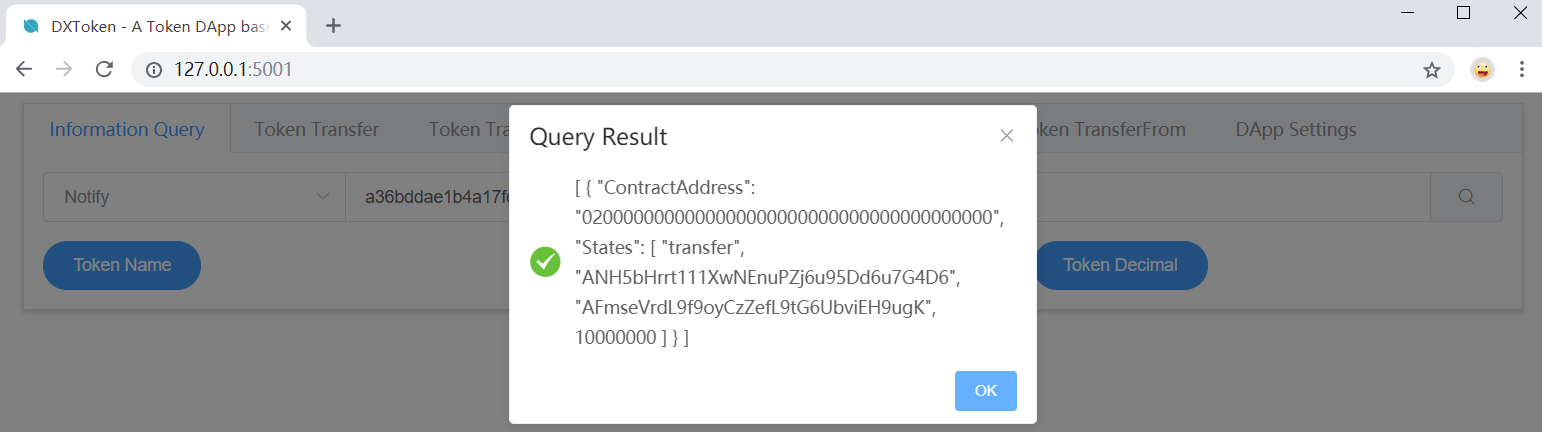 DXToken - A Token DApp bas
127.0.0.1:5001
Information Query
Token Transfer
Token Tra
ken TransferFrom
DApp Settings
Notify
a36bddae1b4a17f
Token Name
Token Decimal
Query Result
[ { "ContractAddress":
"0200000000000000000000000000000000000000",
"States": [ "transfer",
"ANH5bHrrt111XwNEnuPZj6u95Dd6u7G4D6",
"AFmseVrdL9f9oyCzZefL9tG6UbviEH9ugK",
10000000 ] } ]
OK